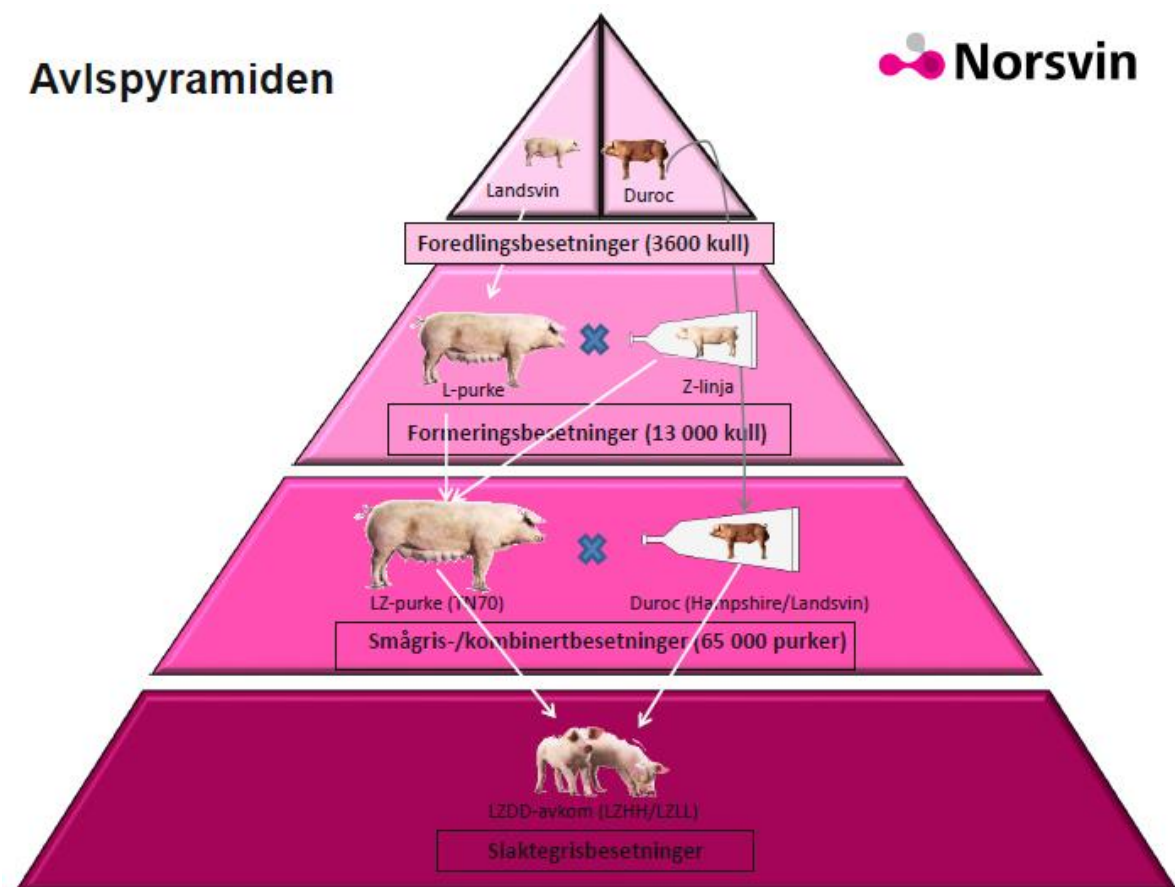 Avlspyramiden
Norsvin
Landsvin
Duroc
Foredlingsbesetninger (3600 kull)
L-purke
Z-linja
Formeringsbesetninger (13 000 kull)
LZ-purke (TN70)
Duroc (Hampshire/Landsvin)
Smågris-/kombinertbesetninger (65 000 purker)
LZDD-avkom (LZHH/LZLL)
Slaktegrisbesetninger